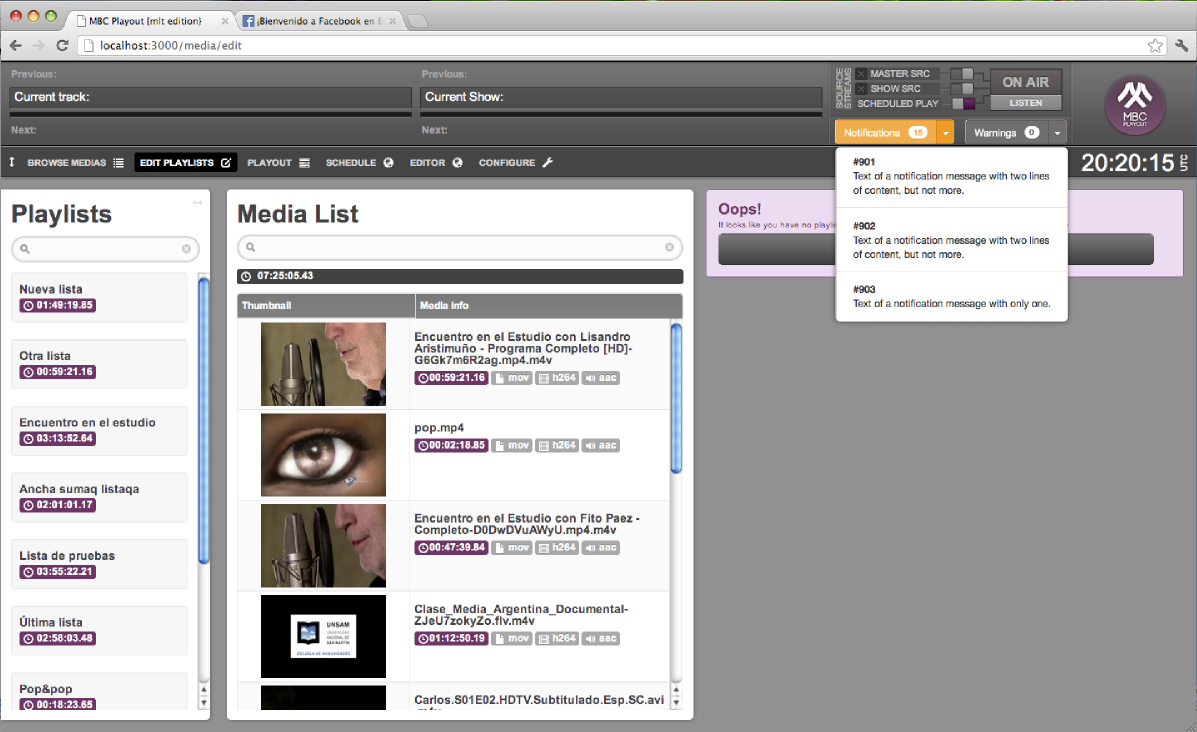 MBC Playout {mlt edition}
¡Bienvenido a Facebook en E
localhost:3000/media/edit
Previous:
Current track:
Next:
Previous:
Current Show:
Next:
SOURCE
STREAMS
MASTER SRC
SHOW SRC
SCHEDULED PLAY
ON AIR
LISTEN
MBC
PLAYOUT
Notifications 15
Warnings 0
BROWSE MEDIAS
EDIT PLAYLISTS
PLAYOUT
SCHEDULE
EDITOR
CONFIGURE
20:20:15 UTC
#901
Text of a notification message with two lines
of content, but not more.
#902
Text of a notification message with two lines
of content, but not more.
#903
Text of a notification message with only one.
Playlists
Nueva lista
01:49:19.85
Otra lista
00:59:21.16
Encuentro en el estudio
03:13:52.64
Ancha sumaq listaqa
02:01:01.17
Lista de pruebas
03:55:22.21
Última lista
02:58:03.48
Pop&pop
00:18:23.65
Media List
07:25:05.43
Thumbnail
Media info
Encuentro en el Estudio con Lisandro
Aristimuño - Programa Completo [HD]-
G6Gk7m6R2ag.mp4.m4v
00:59:21.16 mov h264 aac
pop.mp4
00:02:18.85 mov h264 aac
Encuentro en el Estudio con Fito Paez -
Completo-D0DwDVuAWyU.mp4.m4v
00:47:39.84 mov h264 aac
UNSAM
UNIVERSIDAD
NACIONAL DE
SAN MARTÍN
ESCUELA DE HUMANIDADES
Clase_Media_Argentina_Documental-
ZJeU7zokyZo.flv.m4v
01:12:50.19 mov h264 aac
Carlos.S01E02.HDTV.Subtitulado.Esp.SC.avi
Oops!
It looks like you have no playli